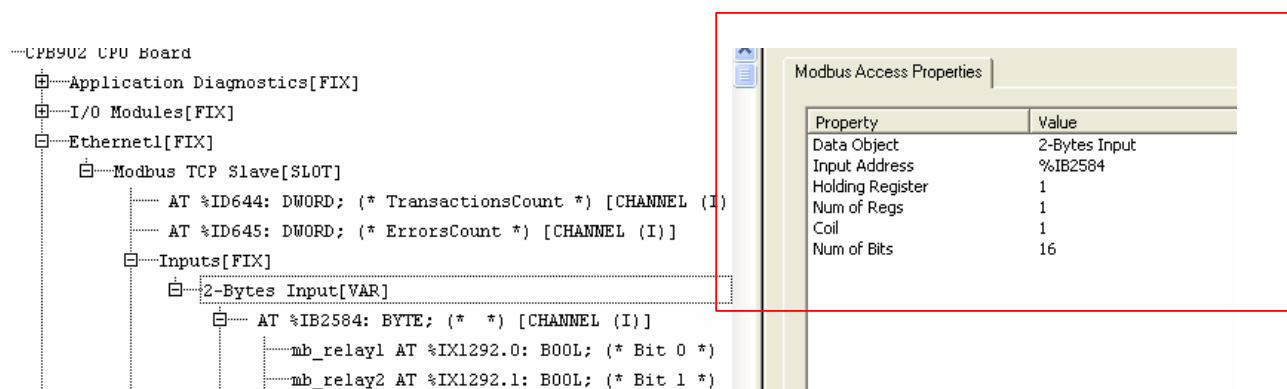 CPB902 CPU Board
Application Diagnostics[FIX]
I/O Modules[FIX]
Ethernet1[FIX]
Modbus TCP Slave[SLOT]
AT %ID644: DWORD; (* TransactionsCount *) [CHANNEL (I)
AT %ID645: DWORD; (* ErrorsCount *) [CHANNEL (I)]
Inputs[FIX]
2-Bytes Input[VAR]
AT %IB2584: BYTE; (* *) [CHANNEL (I)]
mb_relay1 AT %IX1292.0: BOOL; (* Bit 0 *)
mb_relay2 AT %IX1292.1: BOOL; (* Bit 1 *)
Modbus Access Properties
Property Value
Data Object 2-Bytes Input
Input Address %IB2584
Holding Register 1
Num of Regs 1
Coil 1
Num of Bits 16